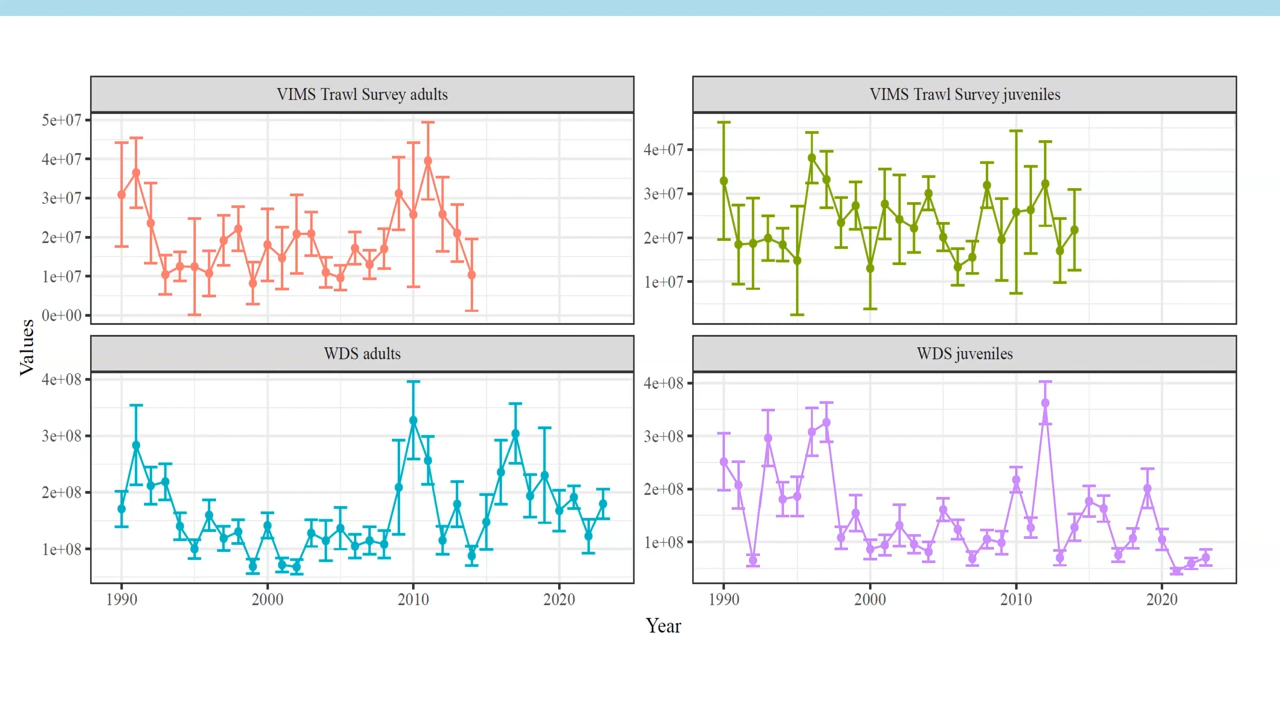 VIMS Trawl Survey adults
VIMS Trawl Survey juveniles
5e+07
4e+07
3e+07
2e+07
1e+07
0e+00
4e+07
3e+07
2e+07
1e+07
Values
WDS adults
WDS juveniles
4e+08
3e+08
2e+08
1e+08
4e+08
3e+08
2e+08
1e+08
1990 2000 2010 2020
1990 2000 2010 2020
Year